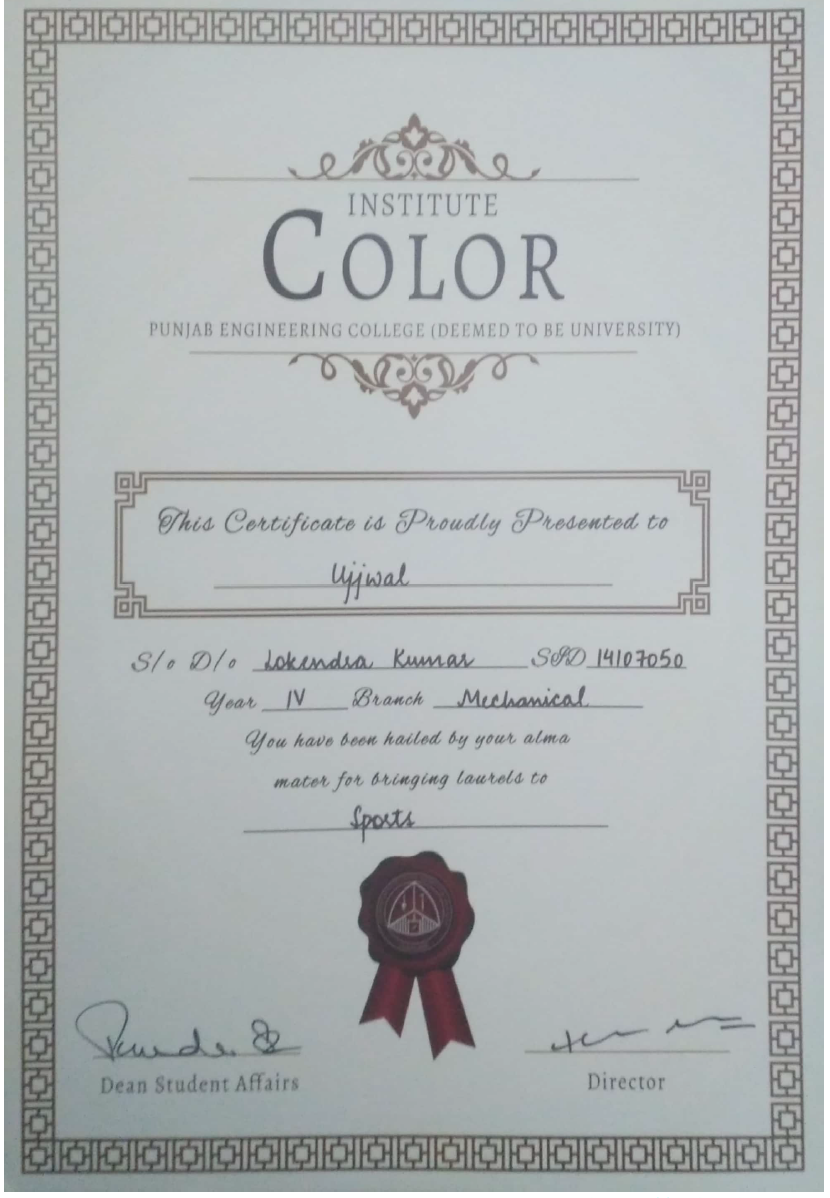 INSTITUTE
COLOR
PUNJAB ENGINEERING COLLEGE (DEEMED TO BE UNIVERSITY)
This Certificate is Proudly Presented to
Ujjwal
S/o D/o Lokendra Kumar SID 14107050
Year IV Branch Mechanical
You have been hailed by your alma
mater for bringing laurels to
Sports
Dean Student Affairs
Director